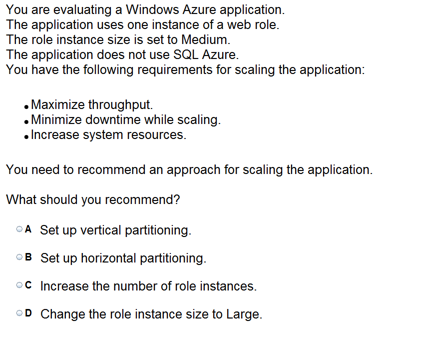 You are evaluating a Windows Azure application.
The application uses one instance of a web role.
The role instance size is set to Medium.
The application does not use SQL Azure.
You have the following requirements for scaling the application:
• Maximize throughput.
• Minimize downtime while scaling.
• Increase system resources.
You need to recommend an approach for scaling the application.
What should you recommend?
A Set up vertical partitioning.
B Set up horizontal partitioning.
C Increase the number of role instances.
D Change the role instance size to Large.